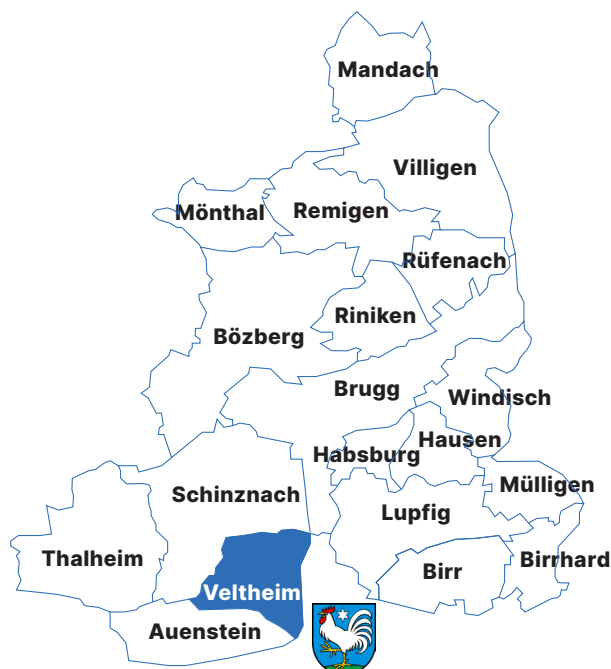 Mandach
Villigen
Mönthal
Remigen
Rüfenach
Riniken
Bözberg
Brugg
Windisch
Hausen
Habsburg
Mülligen
Schinznach
Lupfig
Thalheim
Birrhard
Birr
Veltheim
Auenstein